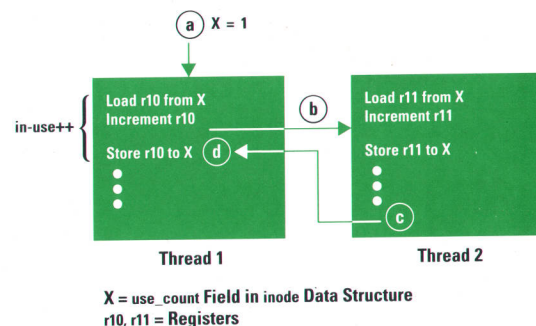 a X = 1
in-use++
Load r10 from X
Increment r10
Store r10 to X d
b
Load r11 from X
Increment r11
Store r11 to X
c
Thread 1
Thread 2
X = use_count Field in inode Data Structure
r10, r11 = Registers